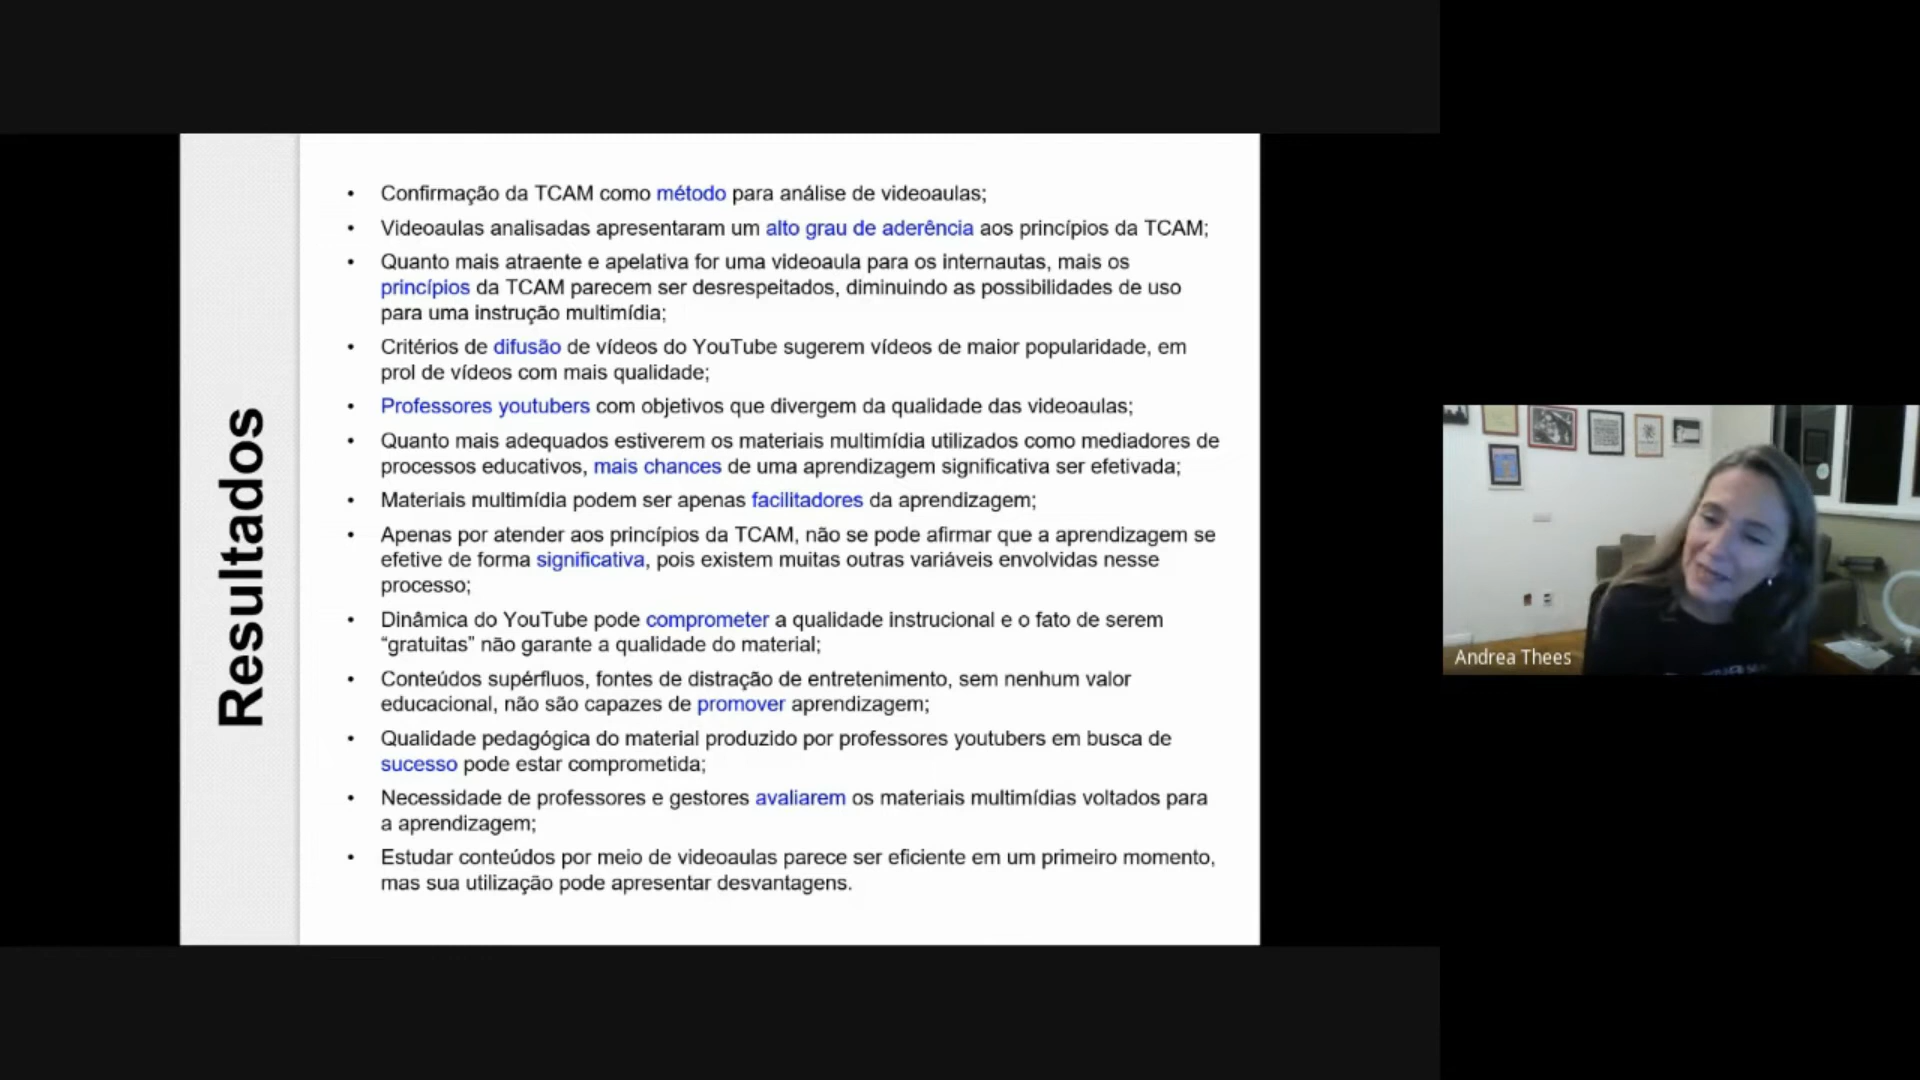 Resultados
• Confirmação da TCAM como método para análise de videoaulas;
• Videoaulas analisadas apresentaram um alto grau de aderência aos princípios da TCAM;
• Quanto mais atraente e apelativa for uma videoaula para os internautas, mais os
princípios da TCAM parecem ser desrespeitados, diminuindo as possibilidades de uso
para uma instrução multimídia;
• Critérios de difusão de vídeos do YouTube sugerem vídeos de maior popularidade, em
prol de vídeos com mais qualidade;
• Professores youtubers com objetivos que divergem da qualidade das videoaulas;
• Quanto mais adequados estiverem os materiais multimídia utilizados como mediadores de
processos educativos, mais chances de uma aprendizagem significativa ser efetivada;
• Materiais multimídia podem ser apenas facilitadores da aprendizagem;
• Apenas por atender aos princípios da TCAM, não se pode afirmar que a aprendizagem se
efetive de forma significativa, pois existem muitas outras variáveis envolvidas nesse
processo;
• Dinâmica do YouTube pode comprometer a qualidade instrucional e o fato de serem
“gratuitas” não garante a qualidade do material;
• Conteúdos supérfluos, fontes de distração de entretenimento, sem nenhum valor
educacional, não são capazes de promover aprendizagem;
• Qualidade pedagógica do material produzido por professores youtubers em busca de
sucesso pode estar comprometida;
• Necessidade de professores e gestores avaliarem os materiais multimídias voltados para
a aprendizagem;
• Estudar conteúdos por meio de videoaulas parece ser eficiente em um primeiro momento,
mas sua utilização pode apresentar desvantagens.
Andrea Thees